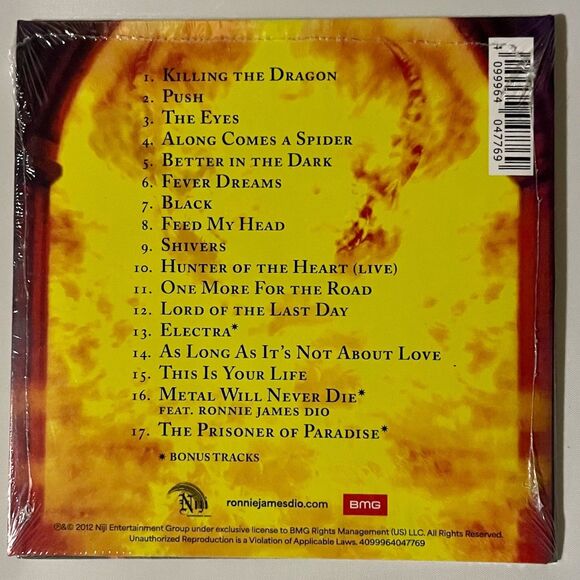 1. Killing the Dragon
2. Push
3. The Eyes
4. Along Comes a Spider
5. Better in the Dark
6. Fever Dreams
7. Black
8. Feed My Head
9. Shivers
10. Hunter of the Heart (live)
11. One More For the Road
12. Lord of the Last Day
13. Electra*
14. As Long As It's Not About Love
15. This Is Your Life
16. Metal Will Never Die*
feat. Ronnie James Dio
17. The Prisoner of Paradise*
* bonus tracks
4 099964 047769
Niji
ronniejamesdio.com
BMG
℗&© 2012 Niji Entertainment Group under exclusive license to BMG Rights Management (US) LLC. All Rights Reserved.
Unauthorized Reproduction is a Violation of Applicable Laws. 4099964047769